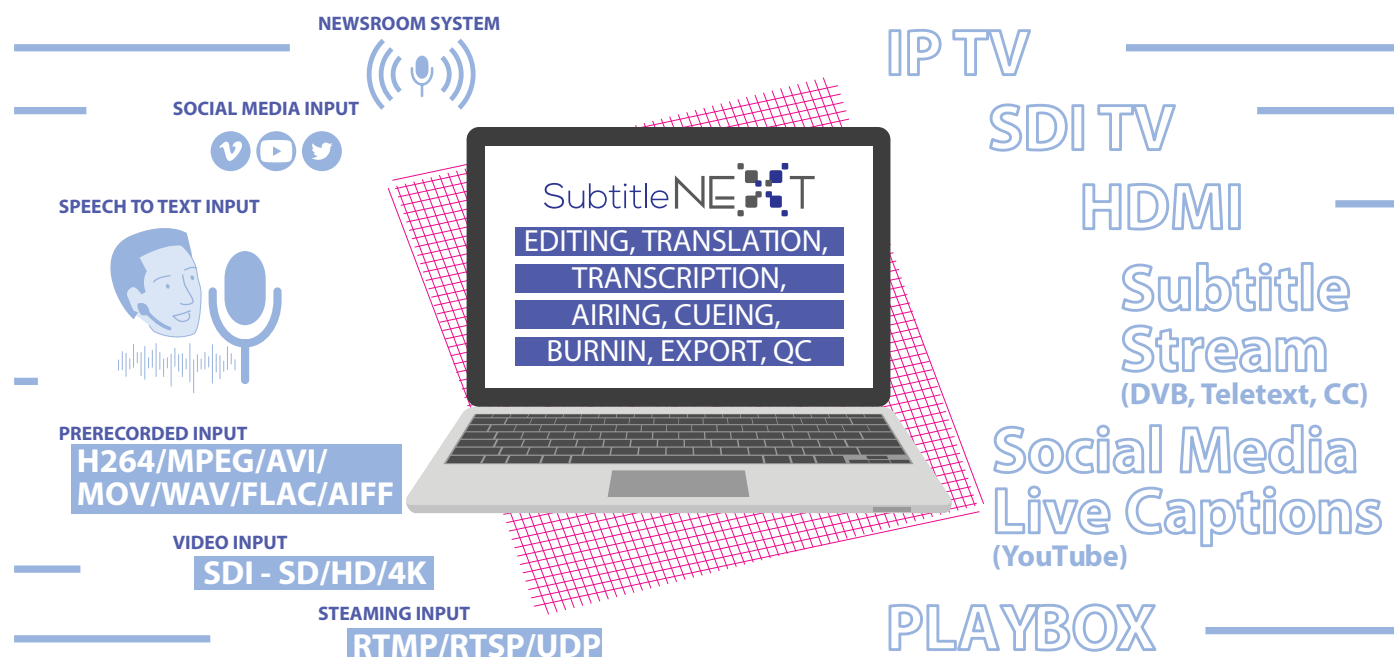 NEWSROOM SYSTEM
SOCIAL MEDIA INPUT
SPEECH TO TEXT INPUT
PRERECORDED INPUT
H264/MPEG/AVI/
MOV/WAV/FLAC/AIFF
VIDEO INPUT
SDI - SD/HD/4K
STEAMING INPUT
RTMP/RTSP/UDP
SubtitleNEXT
EDITING, TRANSLATION,
TRANSCRIPTION,
AIRING, CUEING,
BURNIN, EXPORT, QC
IP TV
SDI TV
HDMI
Subtitle
Stream
(DVB, Teletext, CC)
Social Media
Live Captions
(YouTube)
PLAYBOX